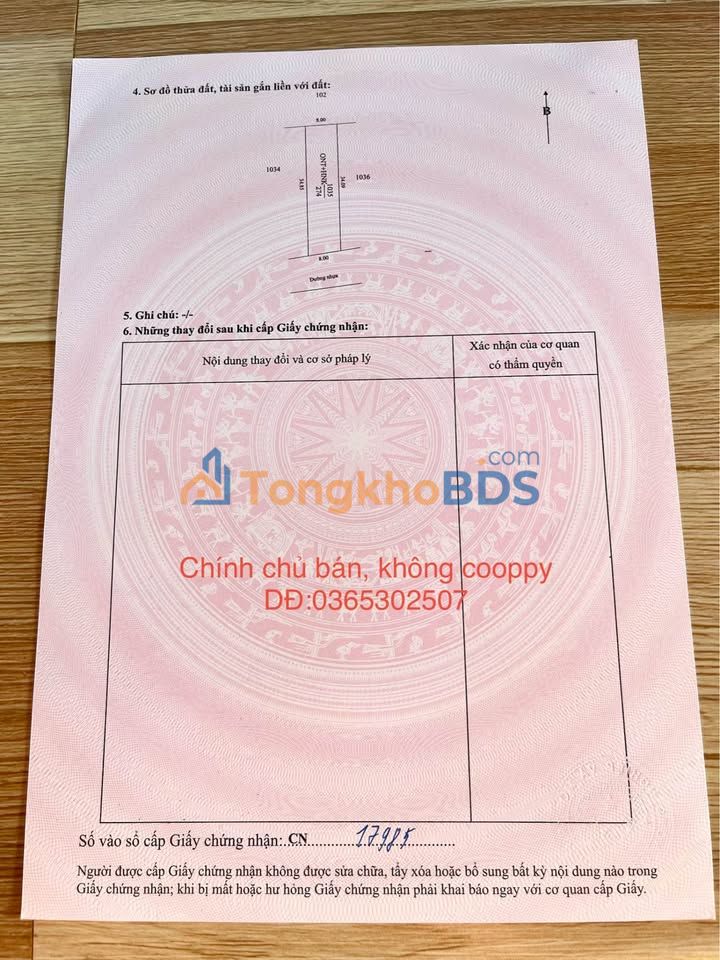 4. Sơ đồ thửa đất, tài sản gắn liền với đất:
102
B
8.00
1034
34.85
ONT+HNK 1035
274
34.09
1036
8.00
Đường nhựa
5. Ghi chú: -/-
6. Những thay đổi sau khi cấp Giấy chứng nhận:
Nội dung thay đổi và cơ sở pháp lý
Xác nhận của cơ quan
có thẩm quyền
TongkhoBDS.com
Chính chủ bán, không cooppy
DĐ:0365302507
Số vào sổ cấp Giấy chứng nhận: CN 17985
Người được cấp Giấy chứng nhận không được sửa chữa, tẩy xóa hoặc bổ sung bất kỳ nội dung nào trong
Giấy chứng nhận; khi bị mất hoặc hư hỏng Giấy chứng nhận phải khai báo ngay với cơ quan cấp Giấy.